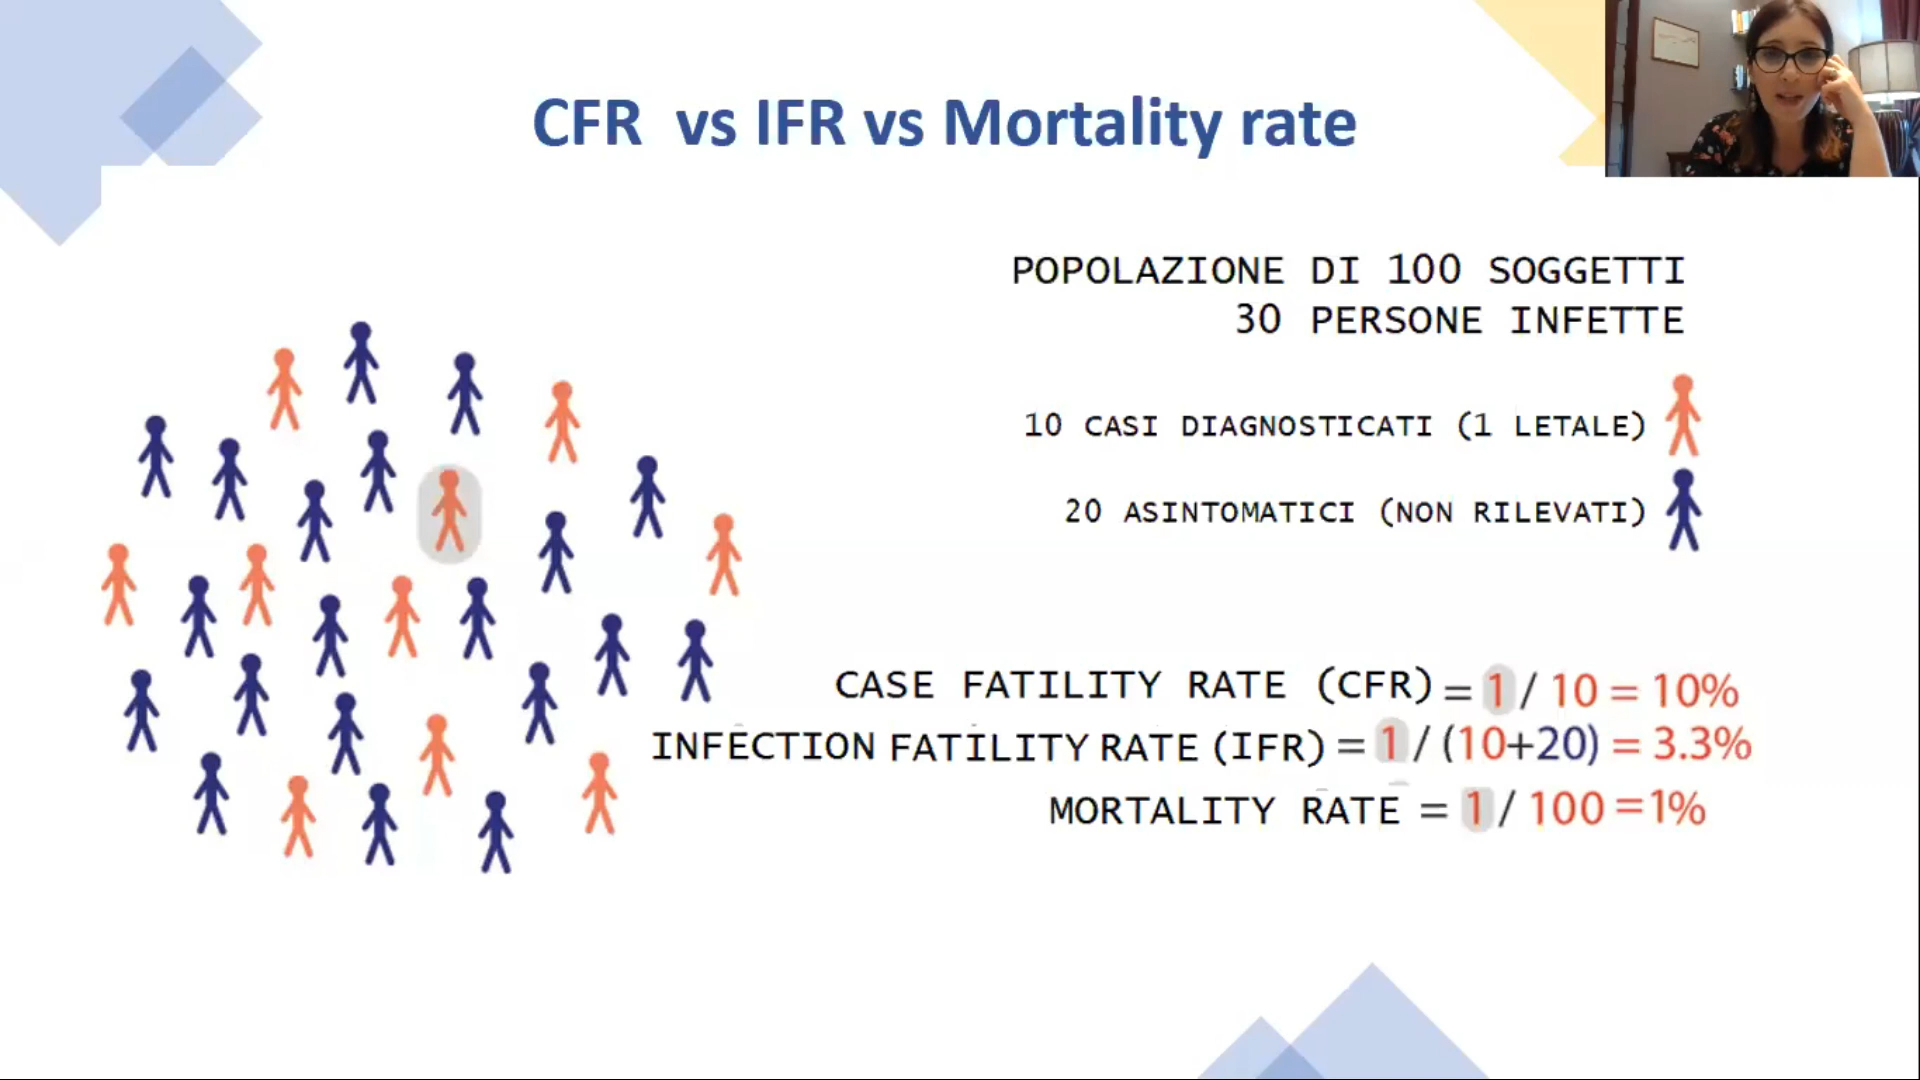 CFR vs IFR vs Mortality rate
POPOLAZIONE DI 100 SOGGETTI
30 PERSONE INFETTE
10 CASI DIAGNOSTICATI (1 LETALE)
20 ASINTOMATICI (NON RILEVATI)
CASE FATILITY RATE (CFR) = 1 / 10 = 10%
INFECTION FATILITY RATE (IFR) = 1 / (10+20) = 3.3%
MORTALITY RATE = 1 / 100 = 1%